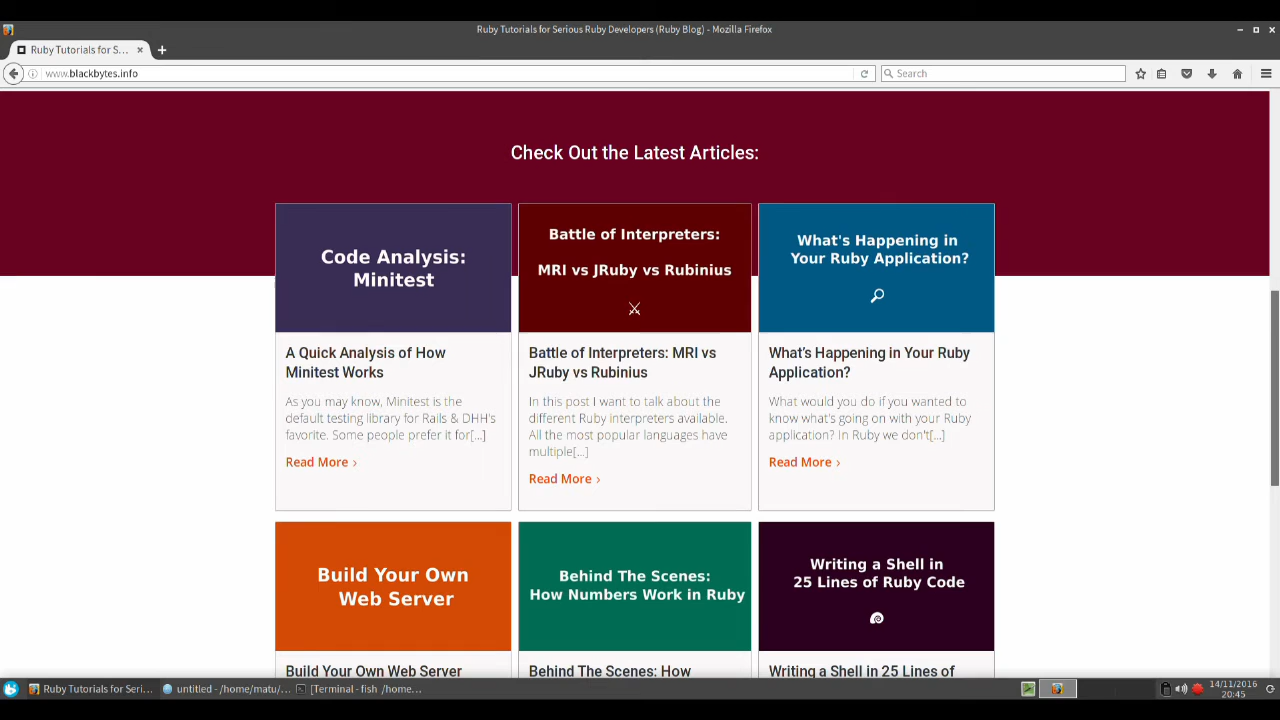 Ruby Tutorials for Serious Ruby Developers (Ruby Blog) - Mozilla Firefox
Ruby Tutorials for S...
www.blackbytes.info
Search
Check Out the Latest Articles:
Code Analysis:
Minitest
Battle of Interpreters:
MRI vs JRuby vs Rubinius
What's Happening in
Your Ruby Application?
A Quick Analysis of How
Minitest Works
As you may know, Minitest is the
default testing library for Rails & DHH's
favorite. Some people prefer it for[...]
Read More ›
Battle of Interpreters: MRI vs
JRuby vs Rubinius
In this post I want to talk about the
different Ruby interpreters available.
All the most popular languages have
multiple[...]
Read More ›
What’s Happening in Your Ruby
Application?
What would you do if you wanted to
know what's going on with your Ruby
application? In Ruby we don't[...]
Read More ›
Build Your Own
Web Server
Behind The Scenes:
How Numbers Work in Ruby
Writing a Shell in
25 Lines of Ruby Code
Build Your Own Web Server
Behind The Scenes: How
Writing a Shell in 25 Lines of
Ruby Tutorials for Seri...
untitled - /home/matu/...
[Terminal - fish /home...
14/11/2016
20:45